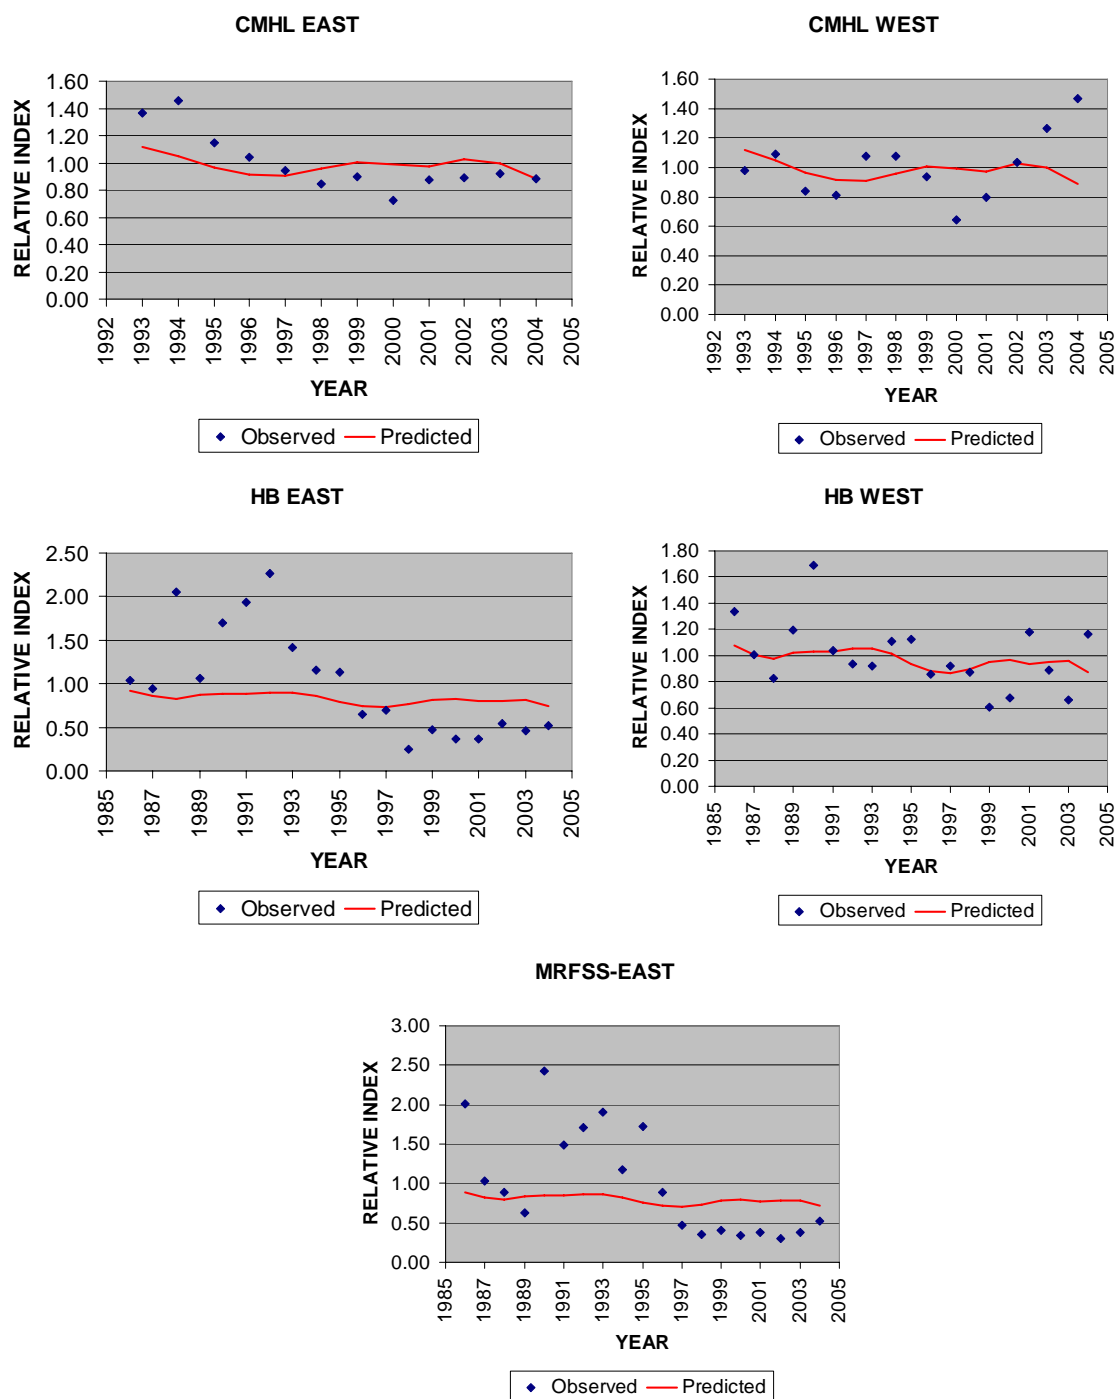 CMHL EAST
RELATIVE INDEX
1.60
1.40
1.20
1.00
0.80
0.60
0.40
0.20
0.00
1992 1993 1994 1995 1996 1997 1998 1999 2000 2001 2002 2003 2004 2005
YEAR
Observed Predicted
CMHL WEST
RELATIVE INDEX
1.60
1.40
1.20
1.00
0.80
0.60
0.40
0.20
0.00
1992 1993 1994 1995 1996 1997 1998 1999 2000 2001 2002 2003 2004 2005
YEAR
Observed Predicted
HB EAST
RELATIVE INDEX
2.50
2.00
1.50
1.00
0.50
0.00
1985 1987 1989 1991 1993 1995 1997 1999 2001 2003 2005
YEAR
Observed Predicted
HB WEST
RELATIVE INDEX
1.80
1.60
1.40
1.20
1.00
0.80
0.60
0.40
0.20
0.00
1985 1987 1989 1991 1993 1995 1997 1999 2001 2003 2005
YEAR
Observed Predicted
MRFSS-EAST
RELATIVE INDEX
3.00
2.50
2.00
1.50
1.00
0.50
0.00
1985 1987 1989 1991 1993 1995 1997 1999 2001 2003 2005
YEAR
Observed Predicted